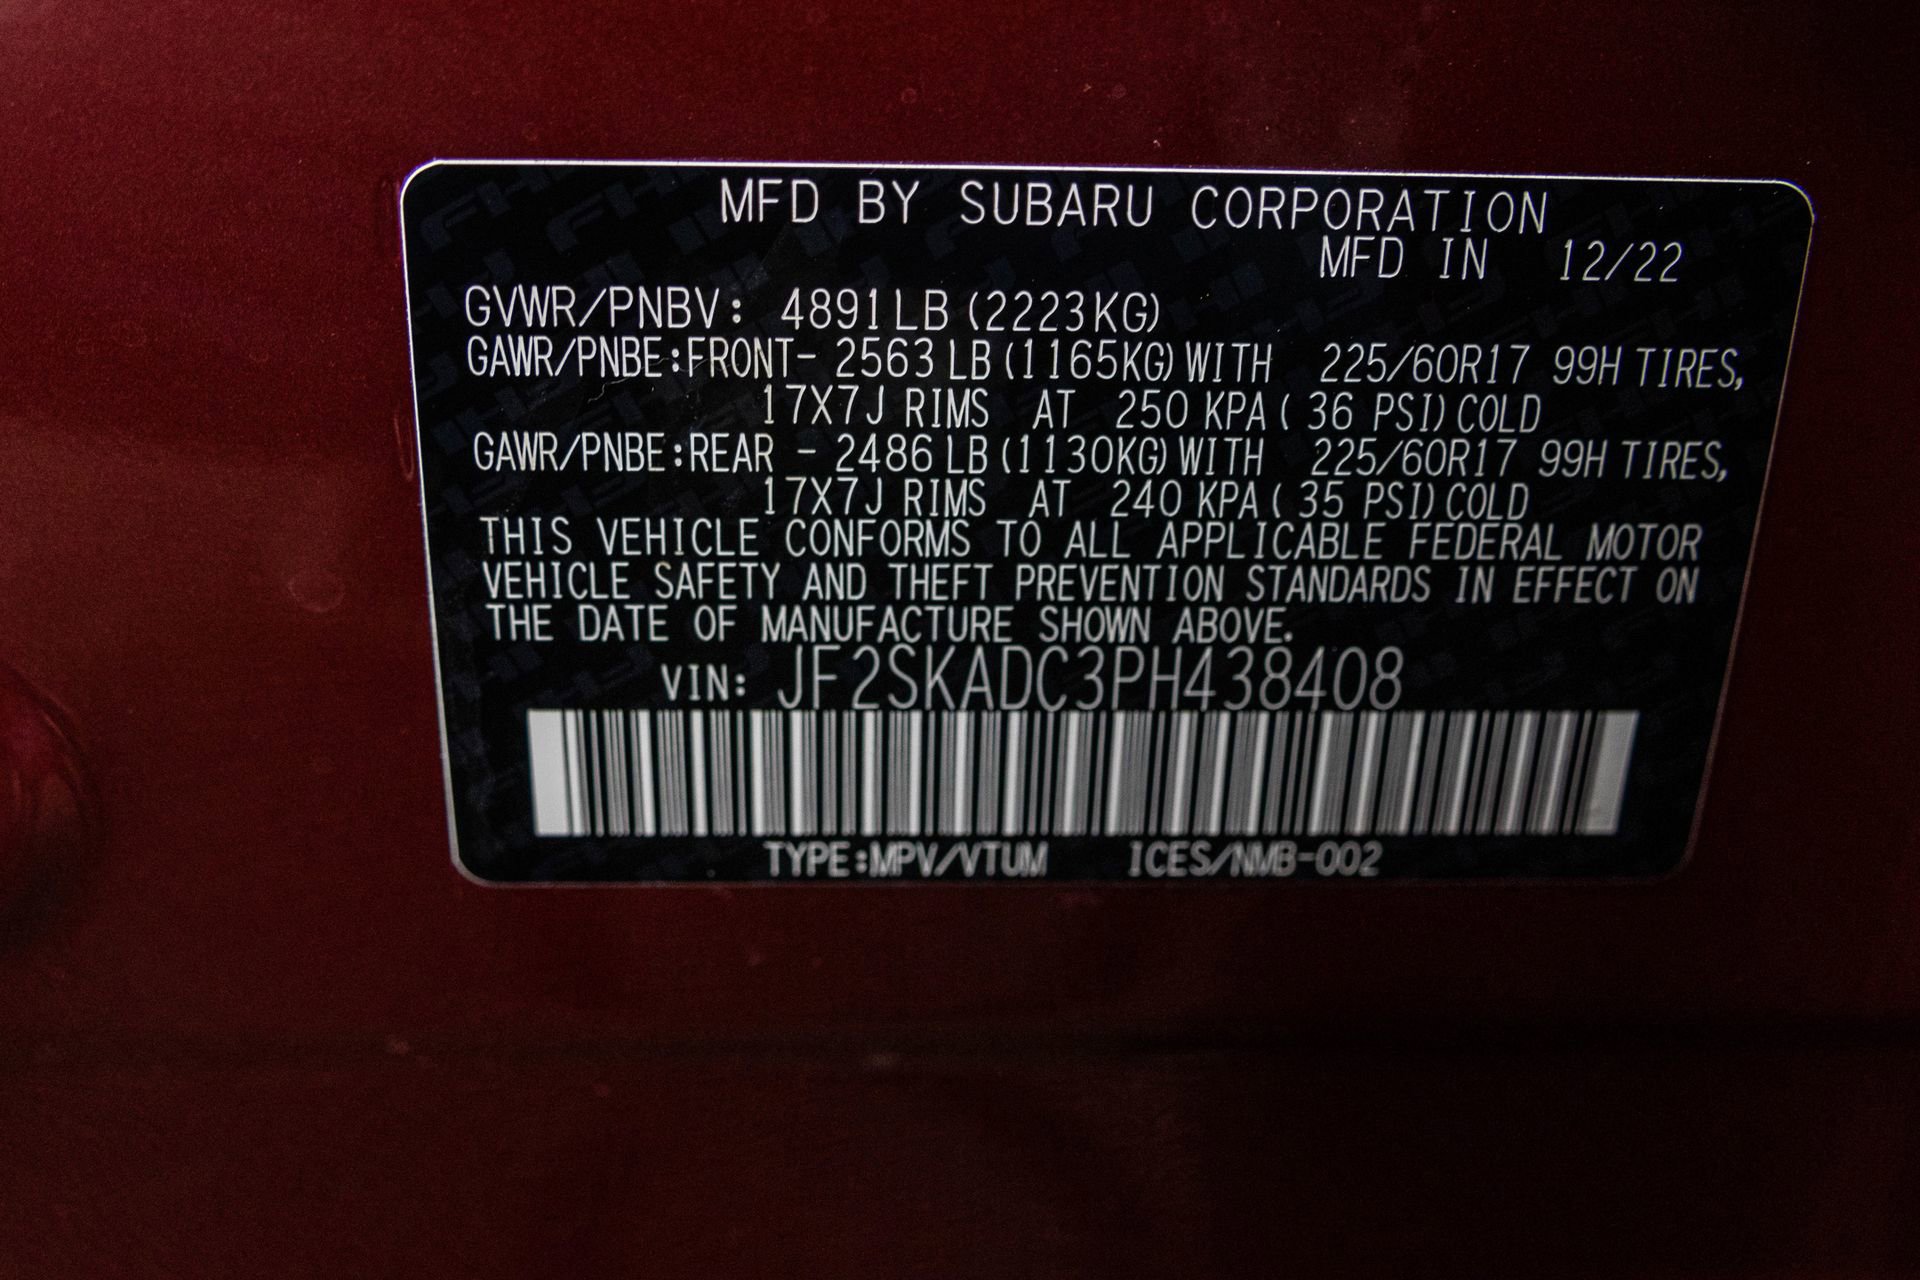 MFD BY SUBARU CORPORATION
MFD IN 12/22
GVWR/PNBV: 4891LB (2223KG)
GAWR/PNBE:FRONT- 2563 LB (1165KG) WITH 225/60R17 99H TIRES,
17X7J RIMS AT 250 KPA ( 36 PSI) COLD
GAWR/PNBE:REAR - 2486 LB (1130KG) WITH 225/60R17 99H TIRES,
17X7J RIMS AT 240 KPA ( 35 PSI) COLD
THIS VEHICLE CONFORMS TO ALL APPLICABLE FEDERAL MOTOR
VEHICLE SAFETY AND THEFT PREVENTION STANDARDS IN EFFECT ON
THE DATE OF MANUFACTURE SHOWN ABOVE.
VIN: JF2SKADC3PH438408
TYPE:MPV/VTUM ICES/NMB-002